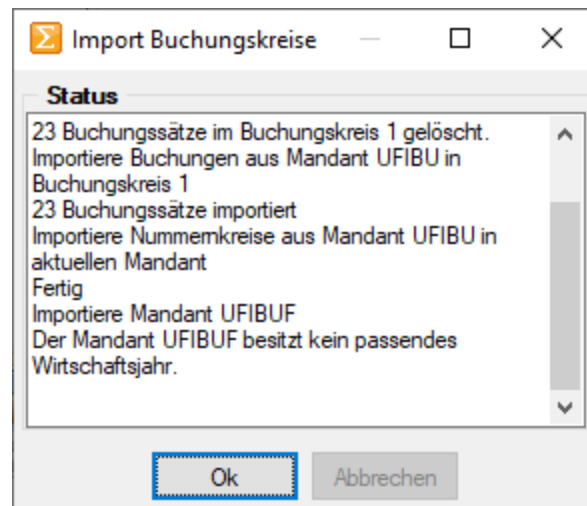 Import Buchungskreise
Status
23 Buchungssätze im Buchungskreis 1 gelöscht.
Importiere Buchungen aus Mandant UFIBU in
Buchungskreis 1
23 Buchungssätze importiert
Importiere Nummernkreise aus Mandant UFIBU in
aktuellen Mandant
Fertig
Importiere Mandant UFIBUF
Der Mandant UFIBUF besitzt kein passendes
Wirtschaftsjahr.
Ok
Abbrechen